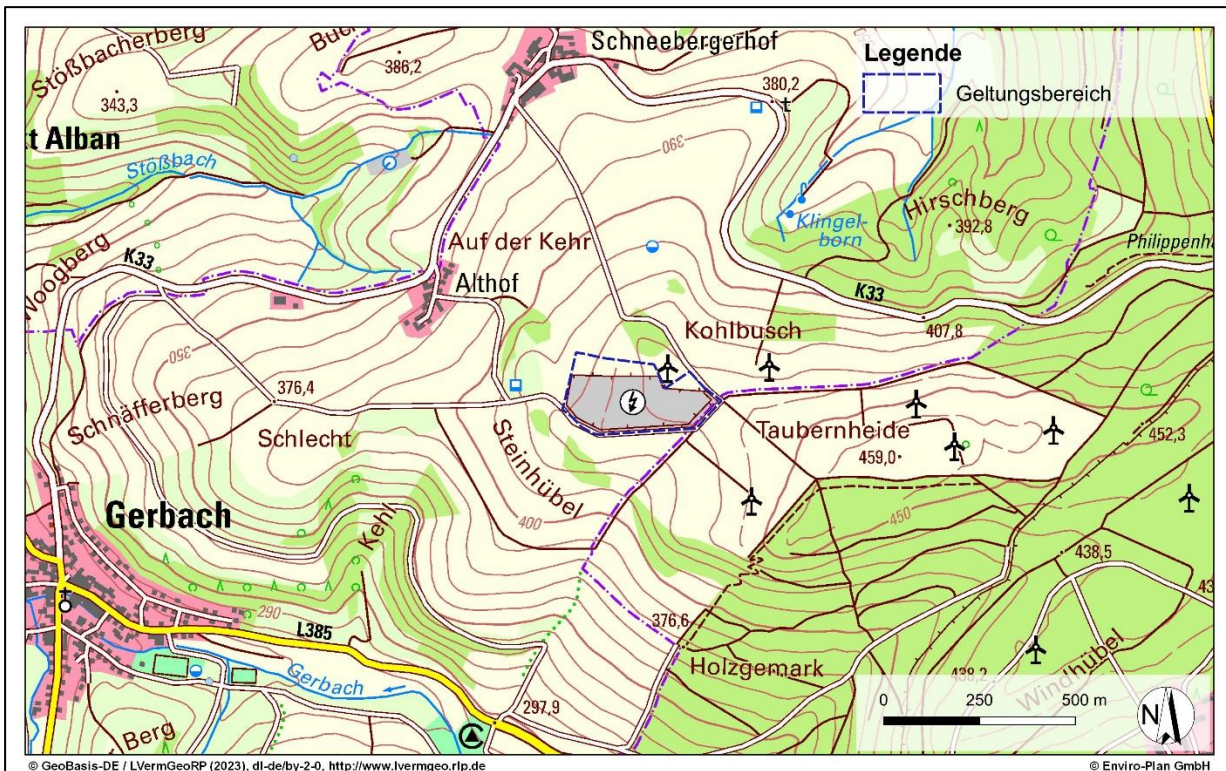 Stößbacherberg
386,2
Schneebergerhof
Legende
Geltungsbereich
343,3
380,2
kt Alban
390
Stößbach
Hirschberg
392,8
Klingel-
born
Philippenha
Woogberg
K33
Auf der Kehr
Althof
K33
407,8
Kohlbusch
350
376,4
Schnäfferberg
Schlecht
Steinhübel
Taubernheide
459,0
452,3
Gerbach
Kehl
400
450
438,5
43
290
L385
376,6
Holzgemark
438,2
Windhübel
Gerbach
297,9
r Berg
0 250 500 m
N
© GeoBasis-DE / LVermGeoRP (2023), dl-de/by-2-0, http://www.lvermgeo.rlp.de
© Enviro-Plan GmbH